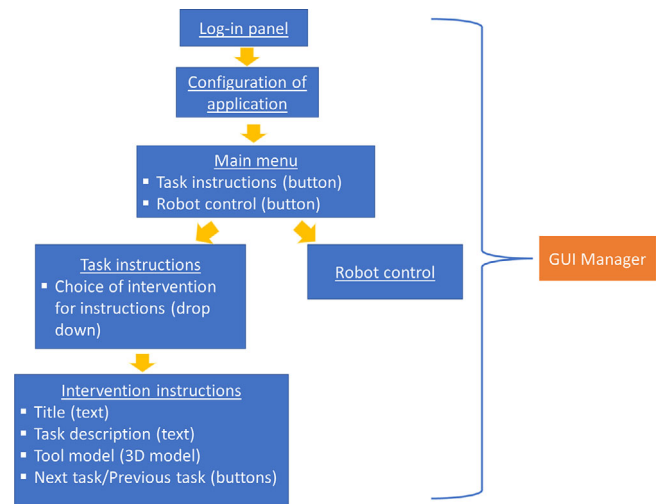 Log-in panel
Configuration of
application
Main menu
▪ Task instructions (button)
▪ Robot control (button)
Task instructions
▪ Choice of intervention
for instructions (drop
down)
Robot control
GUI Manager
Intervention instructions
▪ Title (text)
▪ Task description (text)
▪ Tool model (3D model)
▪ Next task/Previous task (buttons)